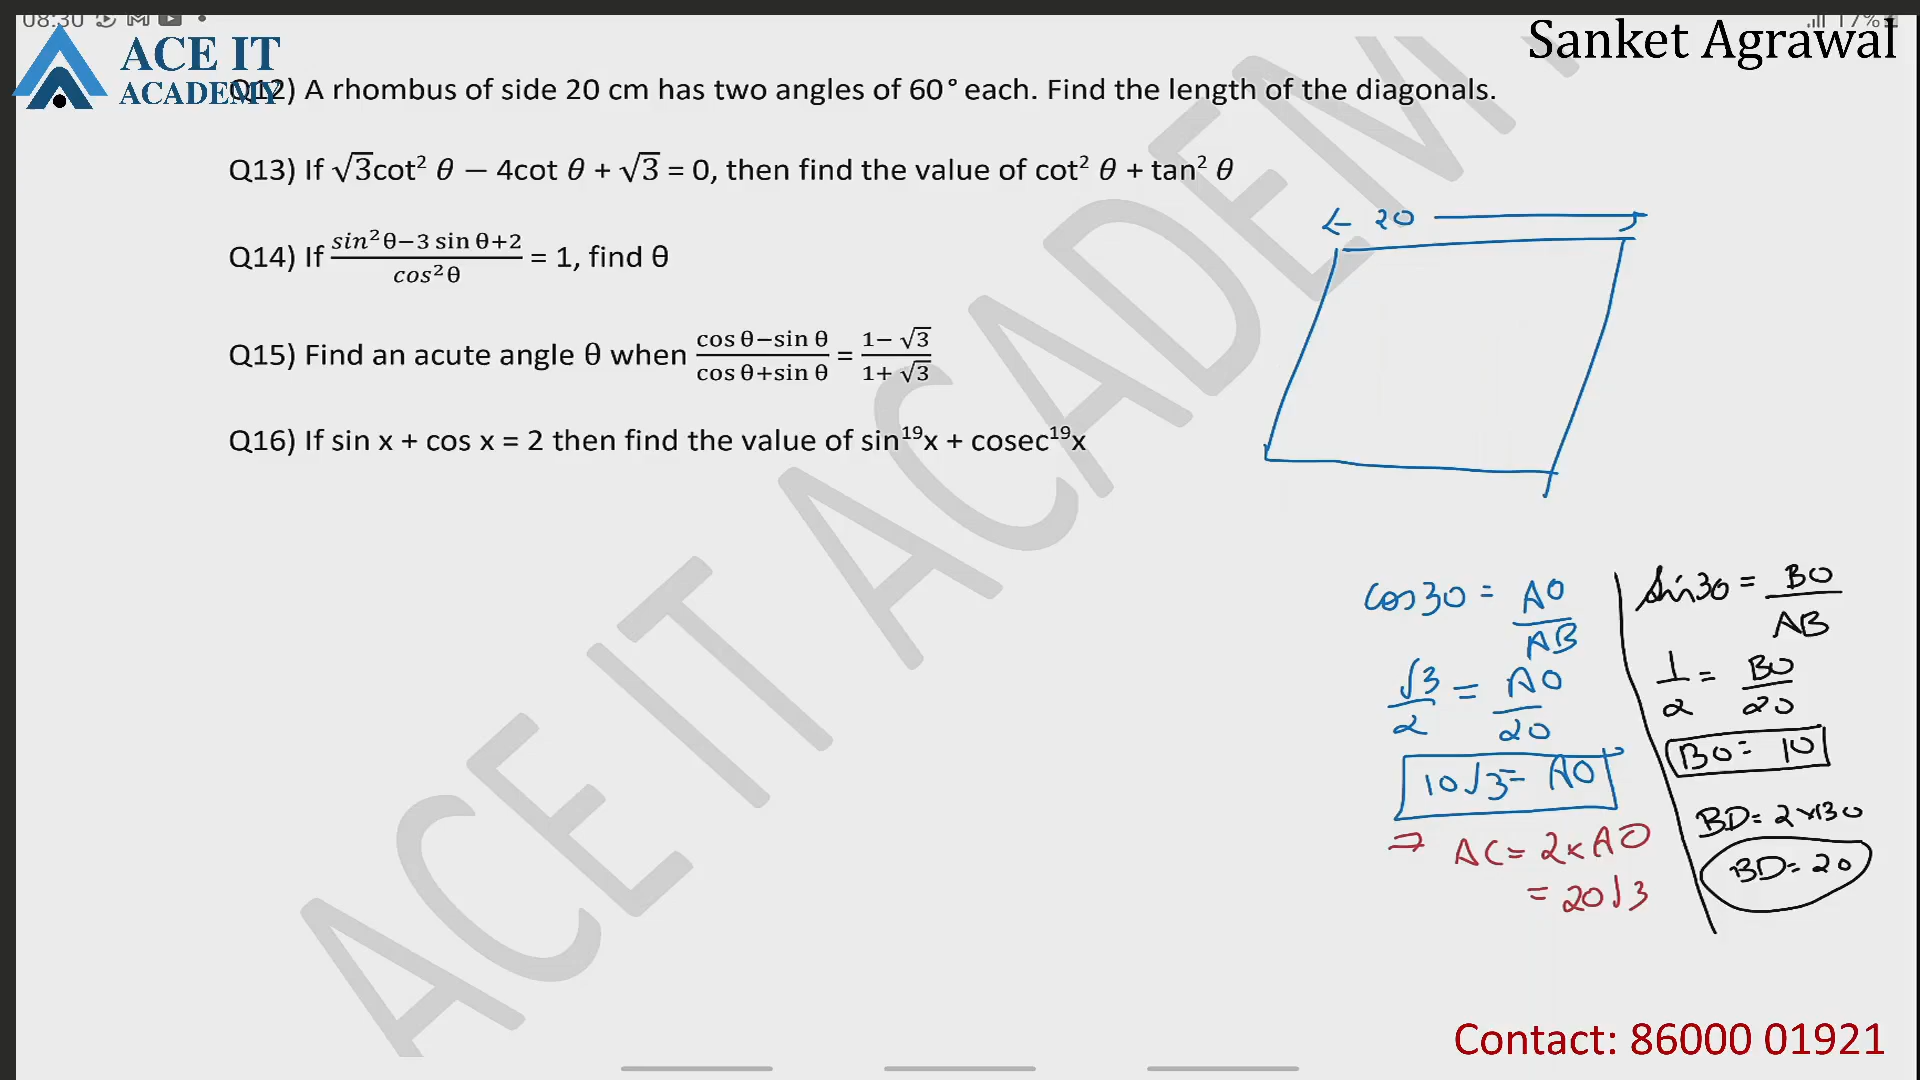 08:30
17%
ACE IT
ACADEMY
Sanket Agrawal
Q12) A rhombus of side 20 cm has two angles of 60° each. Find the length of the diagonals.
Q13) If √3cot² θ − 4cot θ + √3 = 0, then find the value of cot² θ + tan² θ
Q14) If (sin²θ−3 sin θ+2)/(cos²θ) = 1, find θ
Q15) Find an acute angle θ when (cos θ−sin θ)/(cos θ+sin θ) = (1− √3)/(1+ √3)
Q16) If sin x + cos x = 2 then find the value of sin¹⁹x + cosec¹⁹x
← 20 →
cos30 = AO/AB
√3/2 = AO/20
10√3 = AO
⇒ AC = 2×AO
= 20√3
sin30 = BO/AB
1/2 = BO/20
BO = 10
BD = 2×BO
BD = 20
ACE IT ACADEMY
Contact: 86000 01921